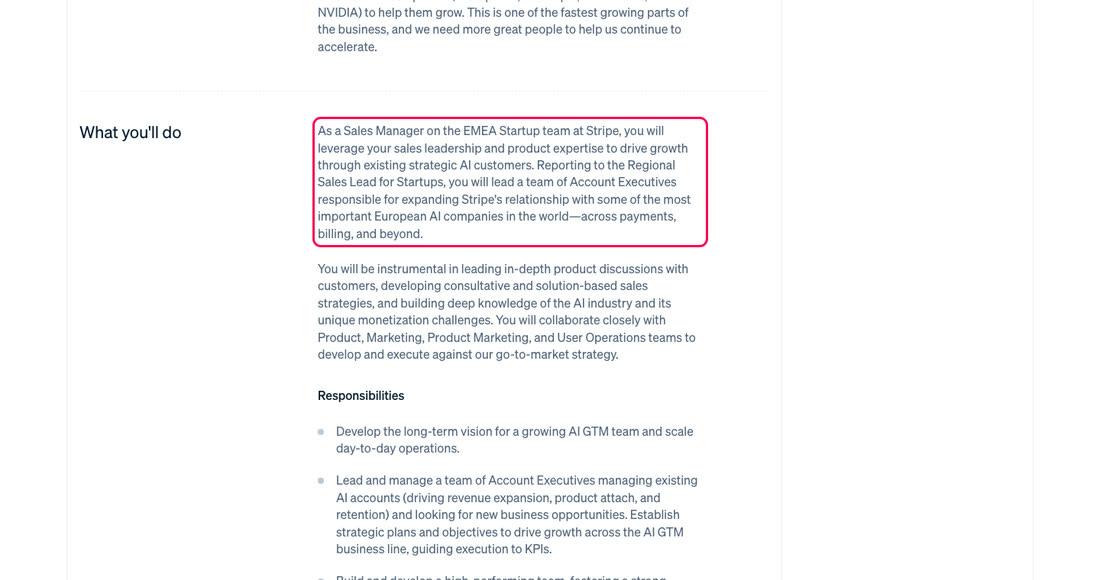 NVIDIA) to help them grow. This is one of the fastest growing parts of
the business, and we need more great people to help us continue to
accelerate.
What you'll do
As a Sales Manager on the EMEA Startup team at Stripe, you will
leverage your sales leadership and product expertise to drive growth
through existing strategic AI customers. Reporting to the Regional
Sales Lead for Startups, you will lead a team of Account Executives
responsible for expanding Stripe's relationship with some of the most
important European AI companies in the world—across payments,
billing, and beyond.
You will be instrumental in leading in-depth product discussions with
customers, developing consultative and solution-based sales
strategies, and building deep knowledge of the AI industry and its
unique monetization challenges. You will collaborate closely with
Product, Marketing, Product Marketing, and User Operations teams to
develop and execute against our go-to-market strategy.
Responsibilities
Develop the long-term vision for a growing AI GTM team and scale
day-to-day operations.
Lead and manage a team of Account Executives managing existing
AI accounts (driving revenue expansion, product attach, and
retention) and looking for new business opportunities. Establish
strategic plans and objectives to drive growth across the AI GTM
business line, guiding execution to KPIs.
Build and develop a high-performing team, fostering a strong